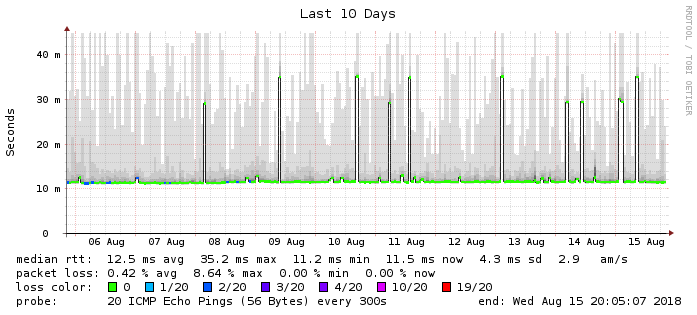 Last 10 Days
RRDTOOL / TOBI OETIKER
Seconds
40 m
30 m
20 m
10 m
0
06 Aug 07 Aug 08 Aug 09 Aug 10 Aug 11 Aug 12 Aug 13 Aug 14 Aug 15 Aug
median rtt: 12.5 ms avg 35.2 ms max 11.2 ms min 11.5 ms now 4.3 ms sd 2.9 am/s
packet loss: 0.42 % avg 8.64 % max 0.00 % min 0.00 % now
loss color: 0 1/20 2/20 3/20 4/20 10/20 19/20
probe: 20 ICMP Echo Pings (56 Bytes) every 300s end: Wed Aug 15 20:05:07 2018